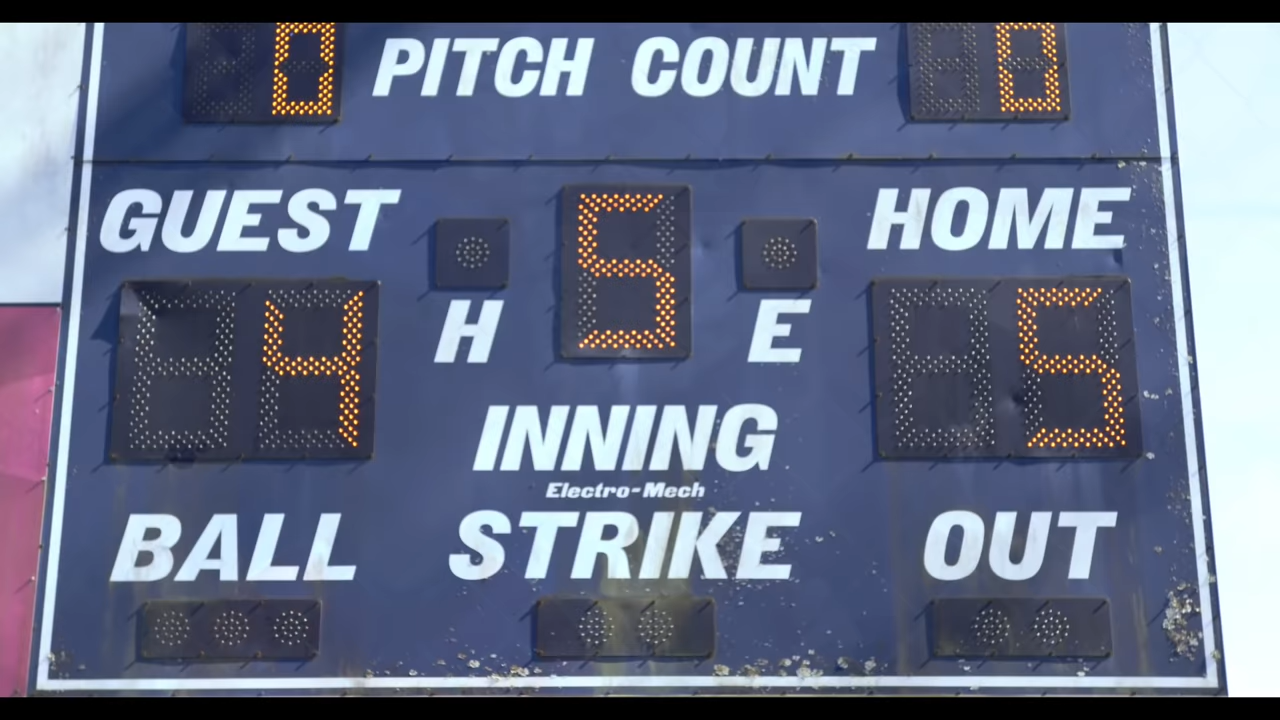 0 PITCH COUNT 0
GUEST 5 HOME
4 H E 5
INNING
Electro-Mech
BALL STRIKE OUT